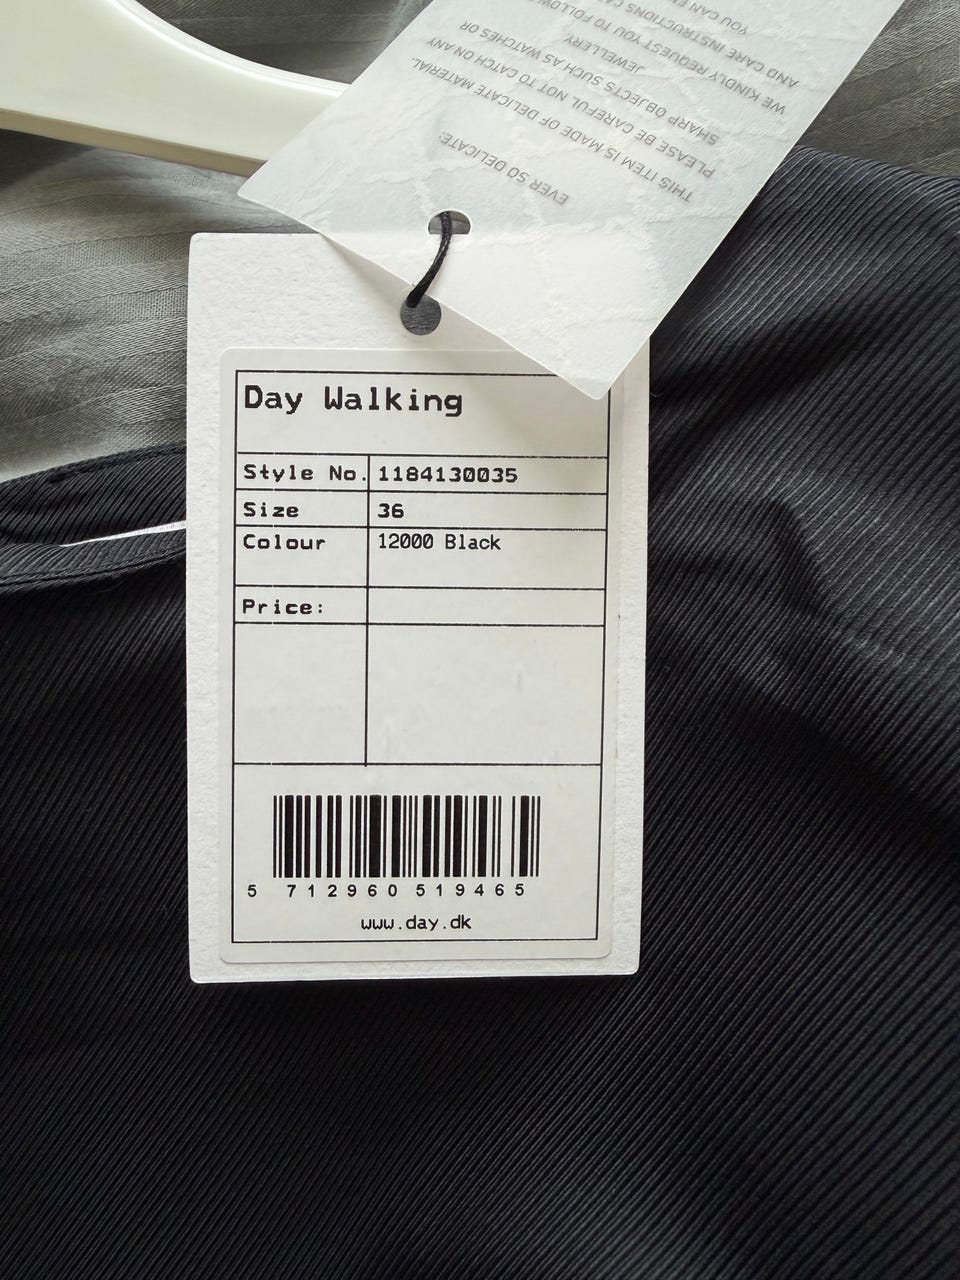 EVER SO DELICATE:
THIS ITEM IS MADE OF DELICATE MATERIAL.
PLEASE BE CAREFUL NOT TO CATCH ON ANY
SHARP OBJECTS SUCH AS WATCHES OR
JEWELLERY.
WE KINDLY REQUEST YOU TO FOLLOW
AND CARE INSTRUCTIONS
YOU CAN
Day Walking
Style No. 1184130035
Size 36
Colour 12000 Black
Price:
5 712960 519465
www.day.dk